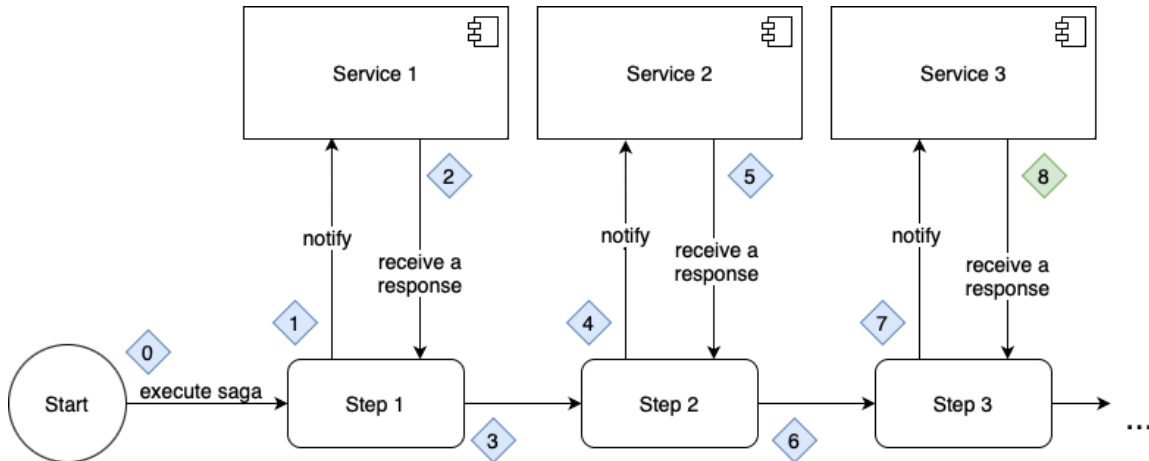 Service 1
Service 2
Service 3
2
5
8
notify
notify
notify
receive a
response
receive a
response
receive a
response
1
4
7
0
execute saga
Start
Step 1
Step 2
Step 3
...
3
6